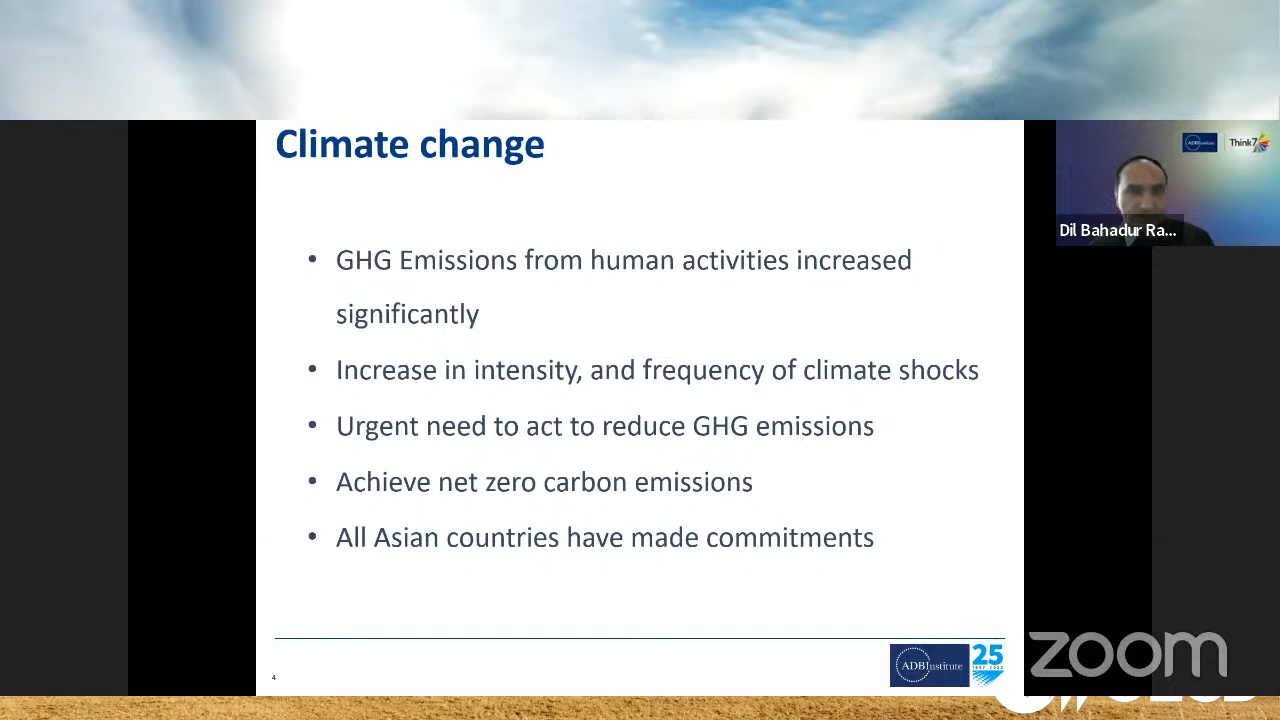 Climate change
• GHG Emissions from human activities increased
significantly
• Increase in intensity, and frequency of climate shocks
• Urgent need to act to reduce GHG emissions
• Achieve net zero carbon emissions
• All Asian countries have made commitments
4
ADBInstitute
25
ADBInstitute
Think7
Dil Bahadur Ra...
zoom